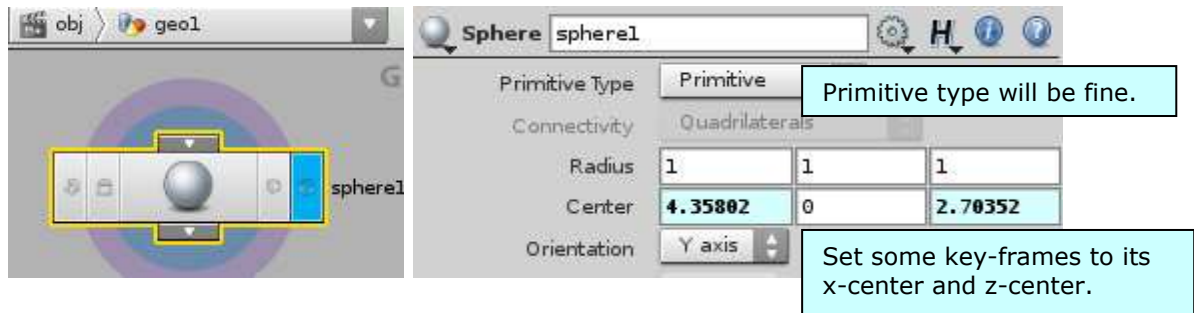 obj geo1
G
sphere1
Sphere sphere1
H
Primitive Type Primitive
Primitive type will be fine.
Connectivity Quadrilaterals
Radius 1 1 1
Center 4.35802 0 2.70352
Orientation Y axis
Set some key-frames to its
x-center and z-center.